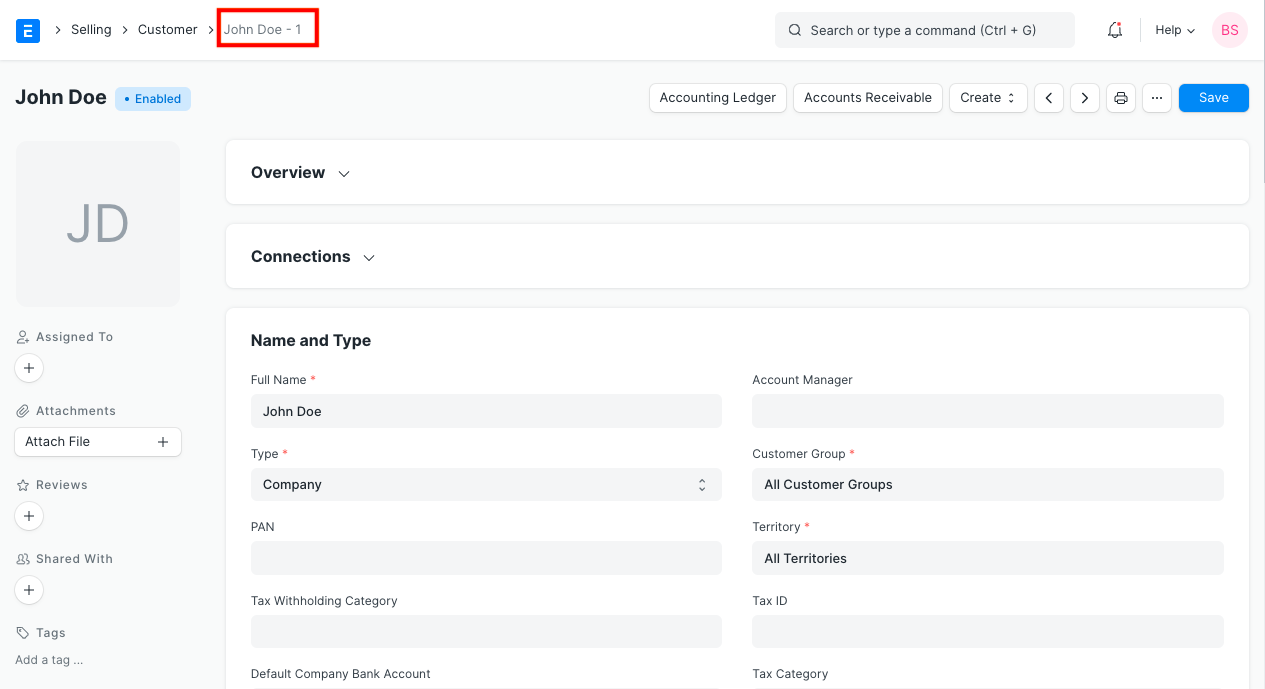 E Selling Customer John Doe - 1 Search or type a command (Ctrl + G) Help BS
John Doe • Enabled Accounting Ledger Accounts Receivable Create ... Save
JD
Overview
Connections
Name and Type
Assigned To
Attachments
Attach File
Reviews
Shared With
Tags
Add a tag ...
Full Name *
John Doe
Type *
Company
PAN
Tax Withholding Category
Default Company Bank Account
Account Manager
Customer Group *
All Customer Groups
Territory *
All Territories
Tax ID
Tax Category